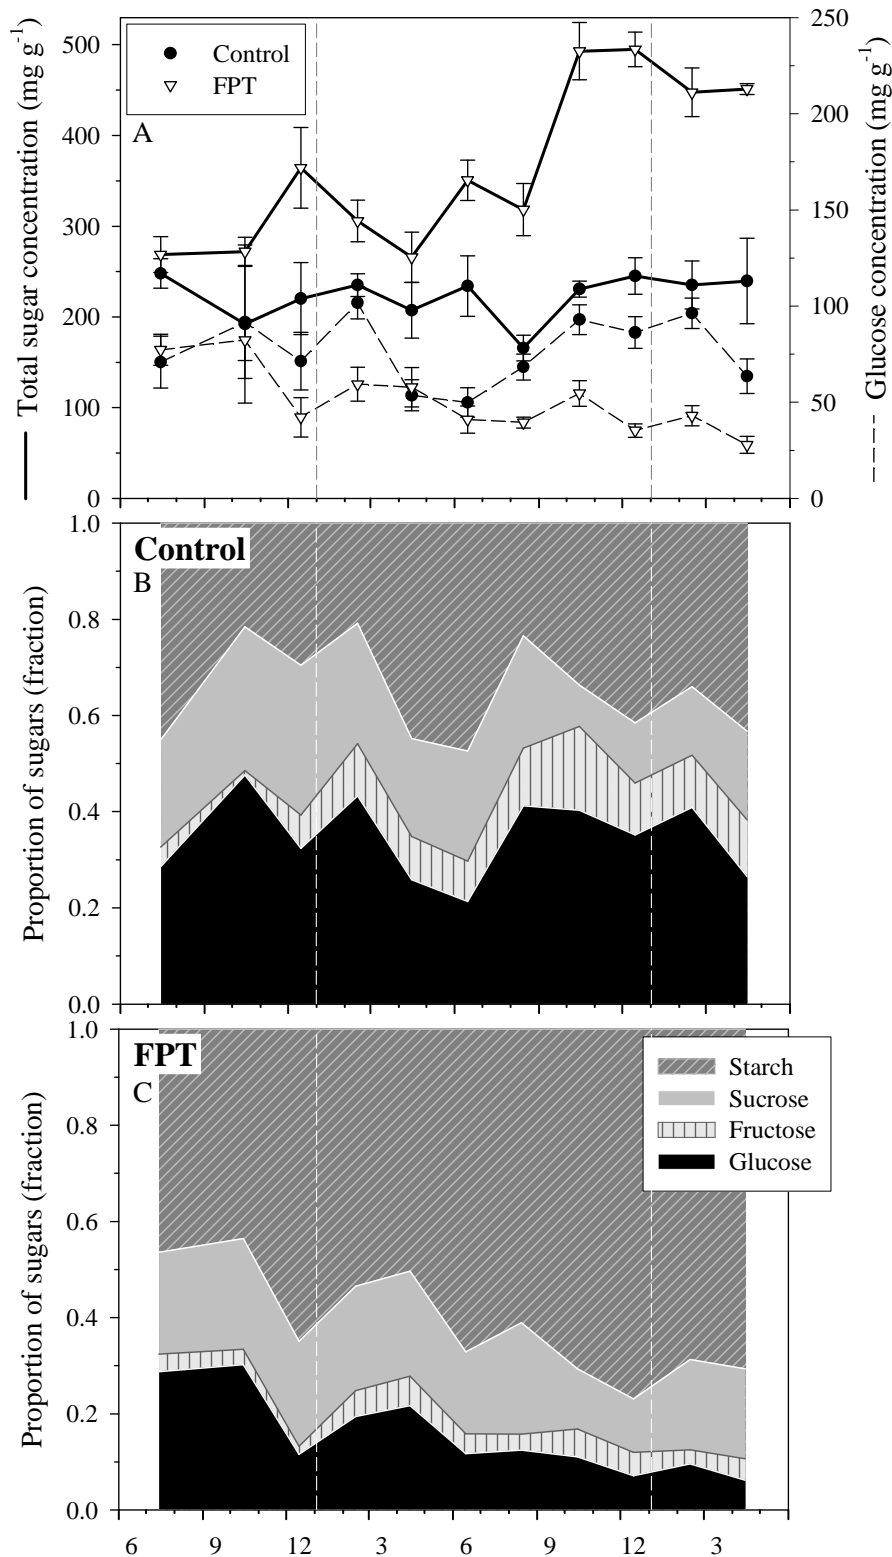 Total sugar concentration (mg g-1)
500
400
300
200
100
0
Control
FPT
A
250
200
150
100
50
0
Glucose concentration (mg g-1)
Proportion of sugars (fraction)
1.0
0.8
0.6
0.4
0.2
0.0
Control
B
Proportion of sugars (fraction)
1.0
0.8
0.6
0.4
0.2
0.0
FPT
C
Starch
Sucrose
Fructose
Glucose
6 9 12 3 6 9 12 3